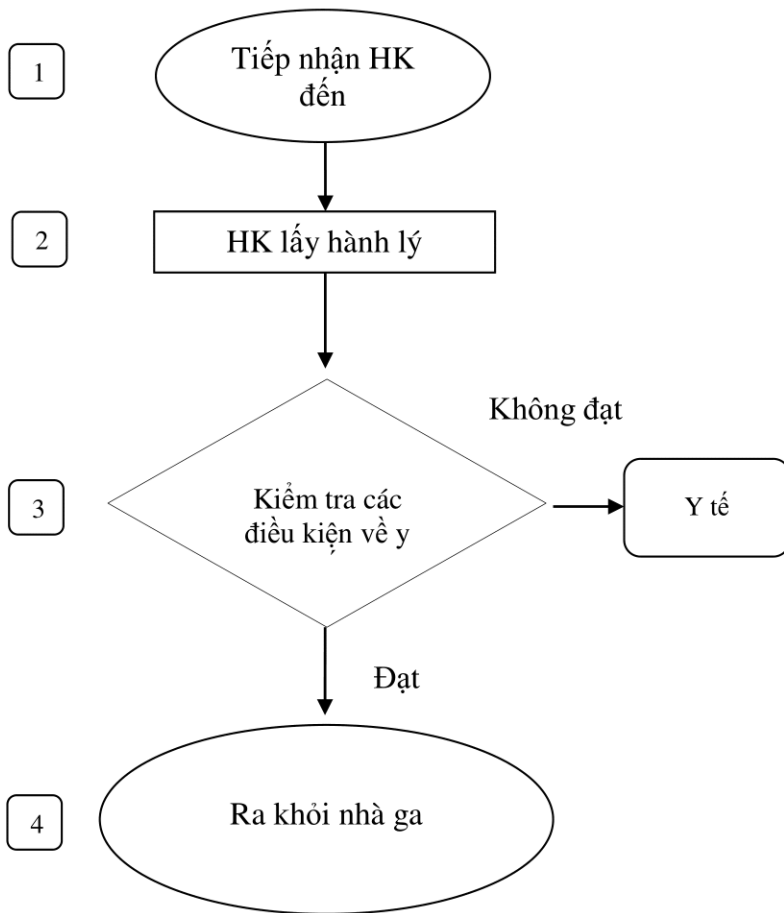 1
Tiếp nhận HK
đến
2
HK lấy hành lý
Không đạt
3
Kiểm tra các
điều kiện về y
Y tế
Đạt
4
Ra khỏi nhà ga